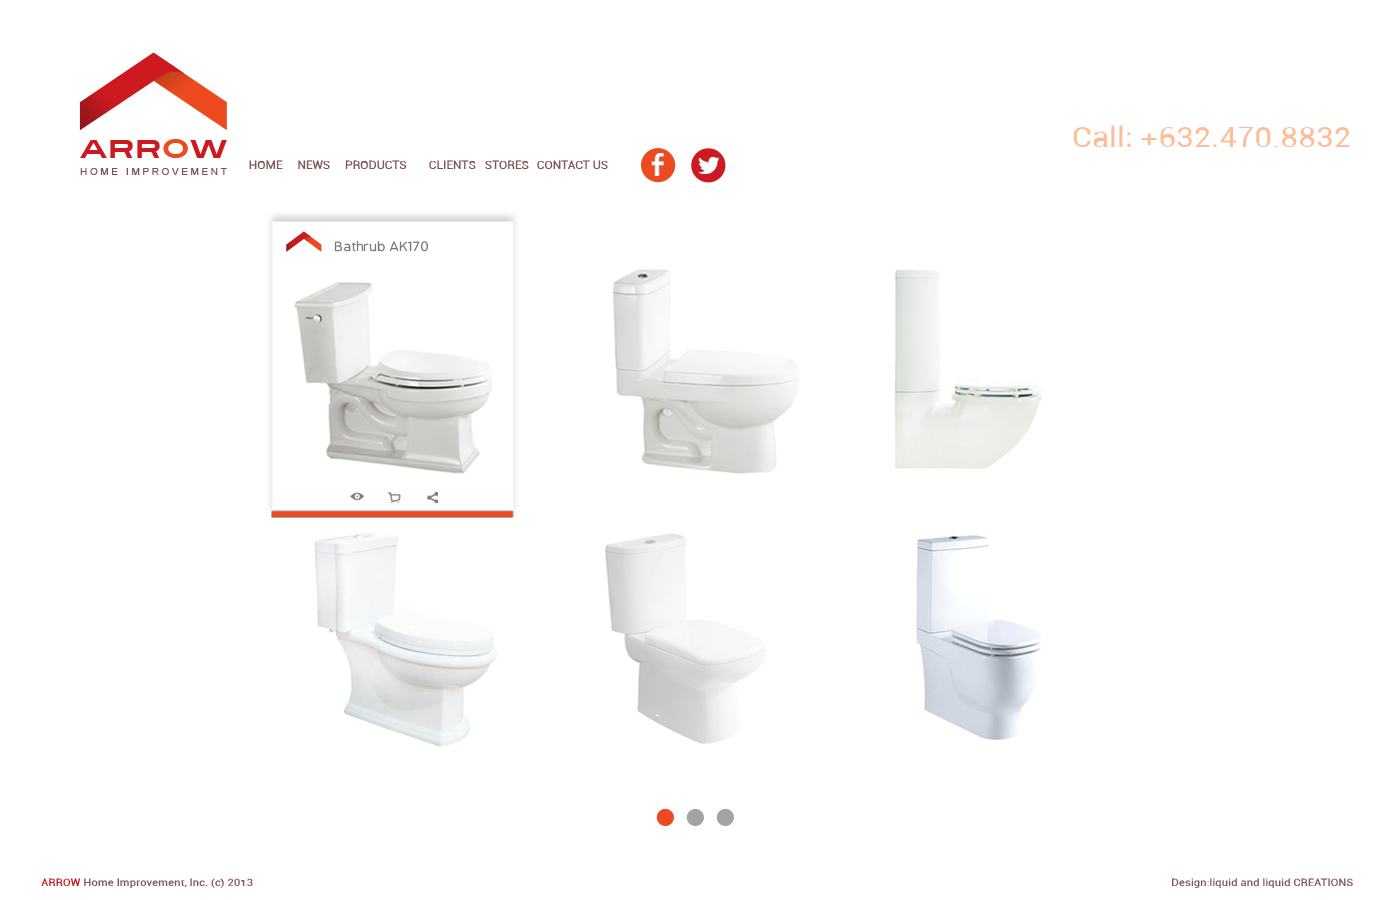 Call: +632.470.8832
ARROW
HOME IMPROVEMENT
HOME NEWS PRODUCTS CLIENTS STORES CONTACT US
Bathrub AK170
ARROW Home Improvement, Inc. (c) 2013
Design:liquid and liquid CREATIONS